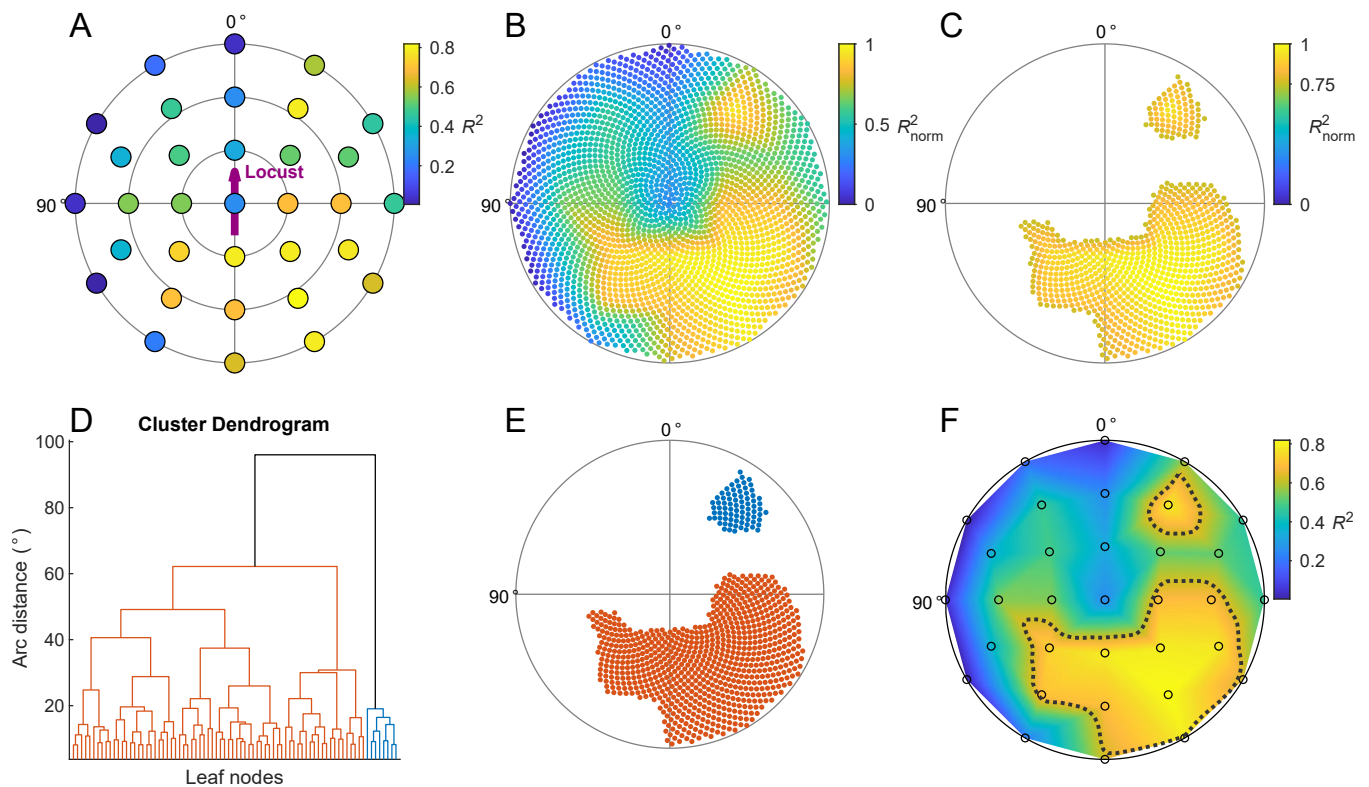 A
0°
0.8
0.6
0.4
0.2
R²
Locust
90°
B
0°
1
0.5
0
R²norm
90°
C
0°
1
0.75
0
R²norm
90°
D
Cluster Dendrogram
100
80
60
40
20
Arc distance (°)
Leaf nodes
E
0°
90°
F
0°
0.8
0.6
0.4
0.2
R²
90°